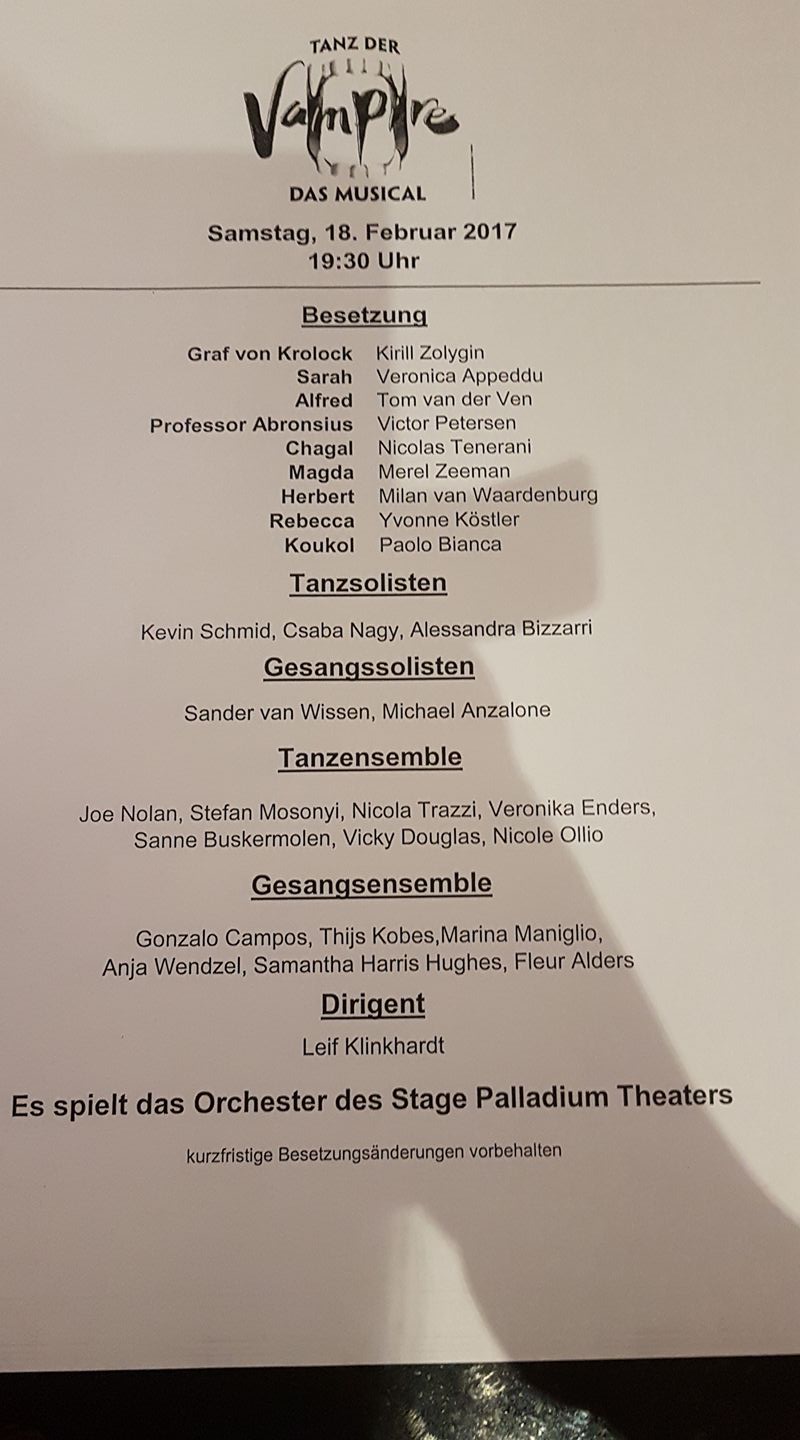 TANZ DER
Vampire
DAS MUSICAL
Samstag, 18. Februar 2017
19:30 Uhr
Besetzung
Graf von Krolock Kirill Zolygin
Sarah Veronica Appeddu
Alfred Tom van der Ven
Professor Abronsius Victor Petersen
Chagal Nicolas Tenerani
Magda Merel Zeeman
Herbert Milan van Waardenburg
Rebecca Yvonne Köstler
Koukol Paolo Bianca
Tanzsolisten
Kevin Schmid, Csaba Nagy, Alessandra Bizzarri
Gesangssolisten
Sander van Wissen, Michael Anzalone
Tanzensemble
Joe Nolan, Stefan Mosonyi, Nicola Trazzi, Veronika Enders,
Sanne Buskermolen, Vicky Douglas, Nicole Ollio
Gesangsensemble
Gonzalo Campos, Thijs Kobes,Marina Maniglio,
Anja Wendzel, Samantha Harris Hughes, Fleur Alders
Dirigent
Leif Klinkhardt
Es spielt das Orchester des Stage Palladium Theaters
kurzfristige Besetzungsänderungen vorbehalten